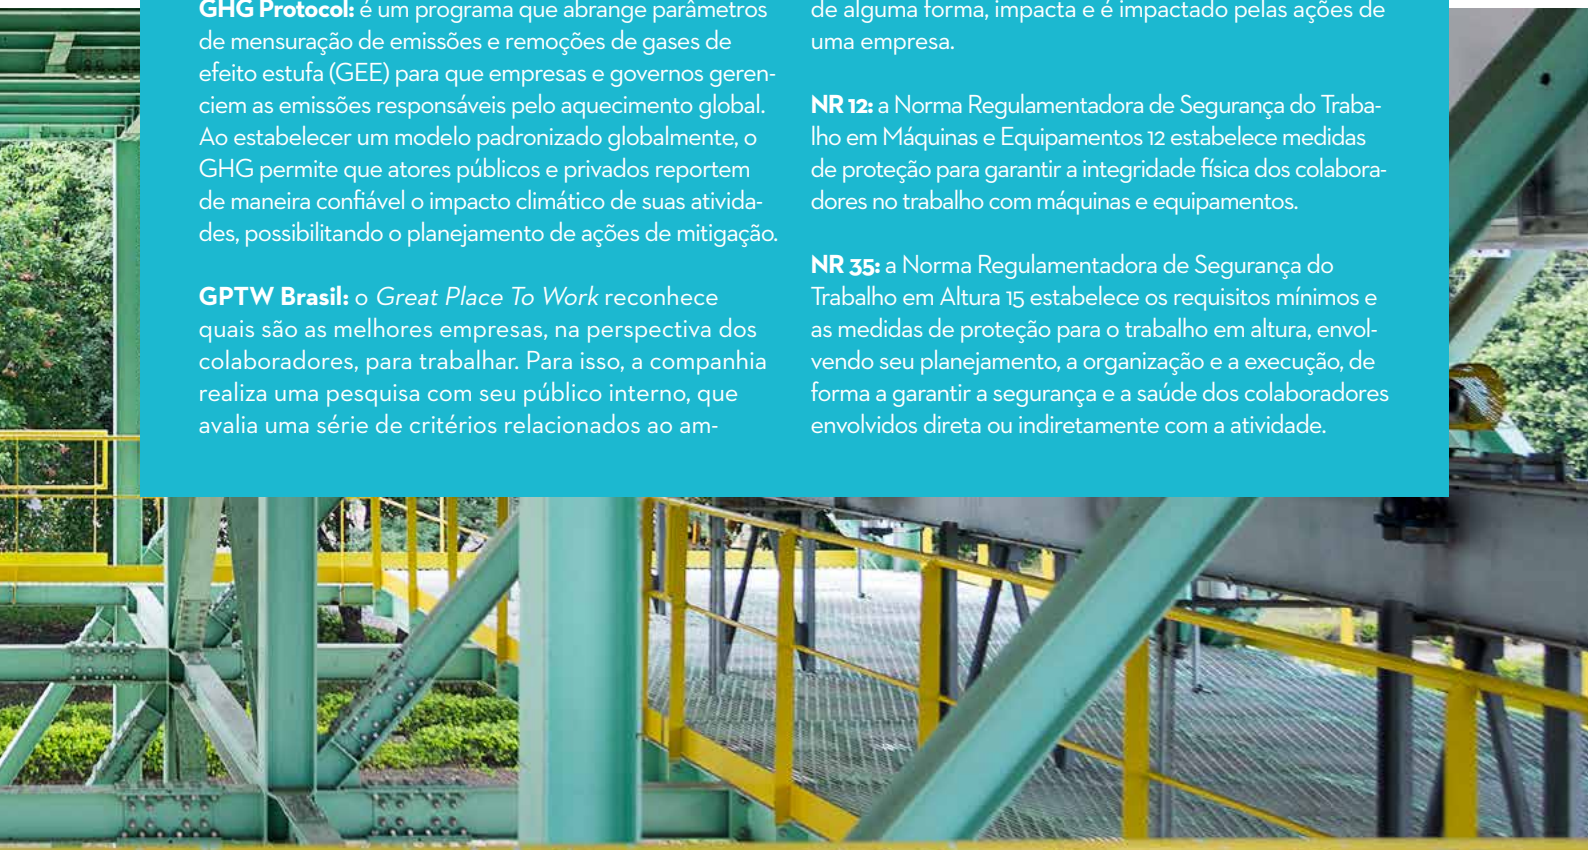 GHG Protocol: é um programa que abrange parâmetros
de mensuração de emissões e remoções de gases de
efeito estufa (GEE) para que empresas e governos geren-
ciem as emissões responsáveis pelo aquecimento global.
Ao estabelecer um modelo padronizado globalmente, o
GHG permite que atores públicos e privados reportem
de maneira confiável o impacto climático de suas ativida-
des, possibilitando o planejamento de ações de mitigação.
GPTW Brasil: o Great Place To Work reconhece
quais são as melhores empresas, na perspectiva dos
colaboradores, para trabalhar. Para isso, a companhia
realiza uma pesquisa com seu público interno, que
avalia uma série de critérios relacionados ao am-
de alguma forma, impacta e é impactado pelas ações de
uma empresa.
NR 12: a Norma Regulamentadora de Segurança do Traba-
lho em Máquinas e Equipamentos 12 estabelece medidas
de proteção para garantir a integridade física dos colabora-
dores no trabalho com máquinas e equipamentos.
NR 35: a Norma Regulamentadora de Segurança do
Trabalho em Altura 15 estabelece os requisitos mínimos e
as medidas de proteção para o trabalho em altura, envol-
vendo seu planejamento, a organização e a execução, de
forma a garantir a segurança e a saúde dos colaboradores
envolvidos direta ou indiretamente com a atividade.